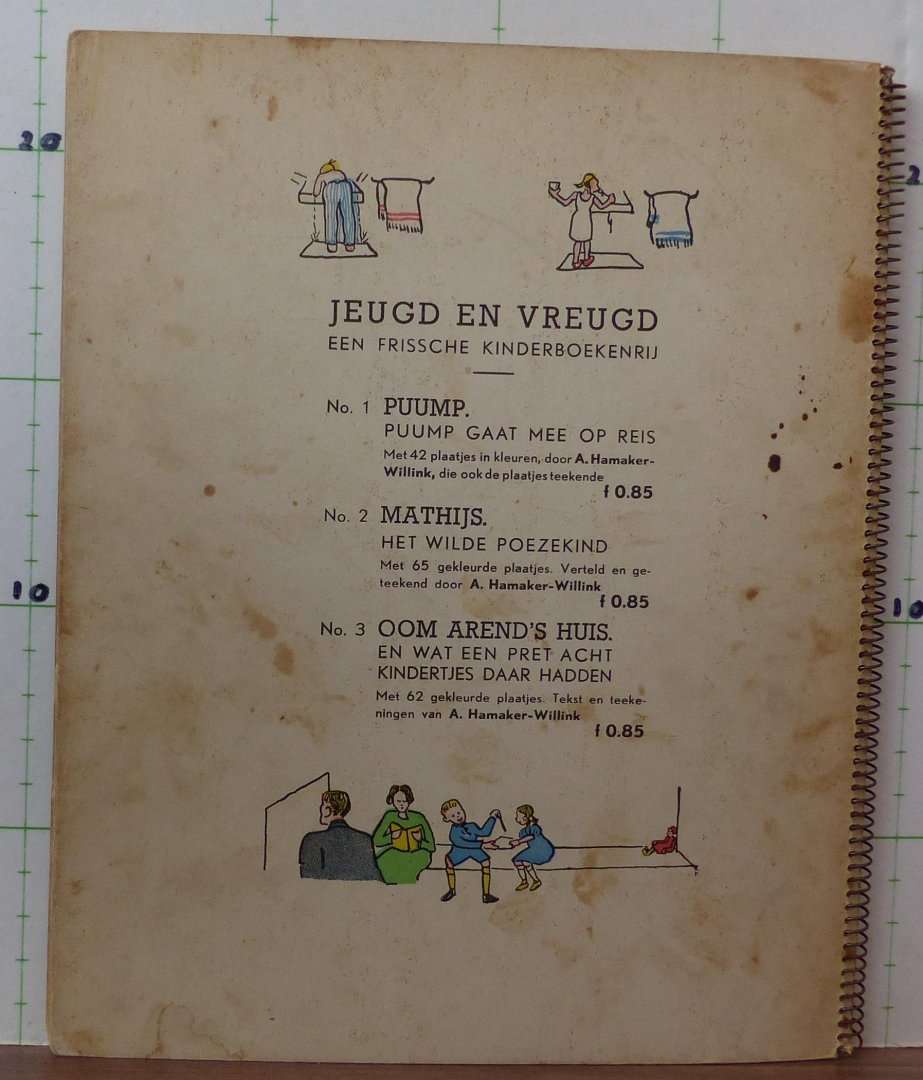 20
2
JEUGD EN VREUGD
EEN FRISSCHE KINDERBOEKENRIJ
No. 1 PUUMP.
PUUMP GAAT MEE OP REIS
Met 42 plaatjes in kleuren, door A. Hamaker-
Willink, die ook de plaatjes teekende
f 0.85
No. 2 MATHIJS.
HET WILDE POEZEKIND
Met 65 gekleurde plaatjes. Verteld en ge-
teekend door A. Hamaker-Willink
f 0.85
10
10
No. 3 OOM AREND'S HUIS.
EN WAT EEN PRET ACHT
KINDERTJES DAAR HADDEN
Met 62 gekleurde plaatjes. Tekst en teeke-
ningen van A. Hamaker-Willink
f 0.85